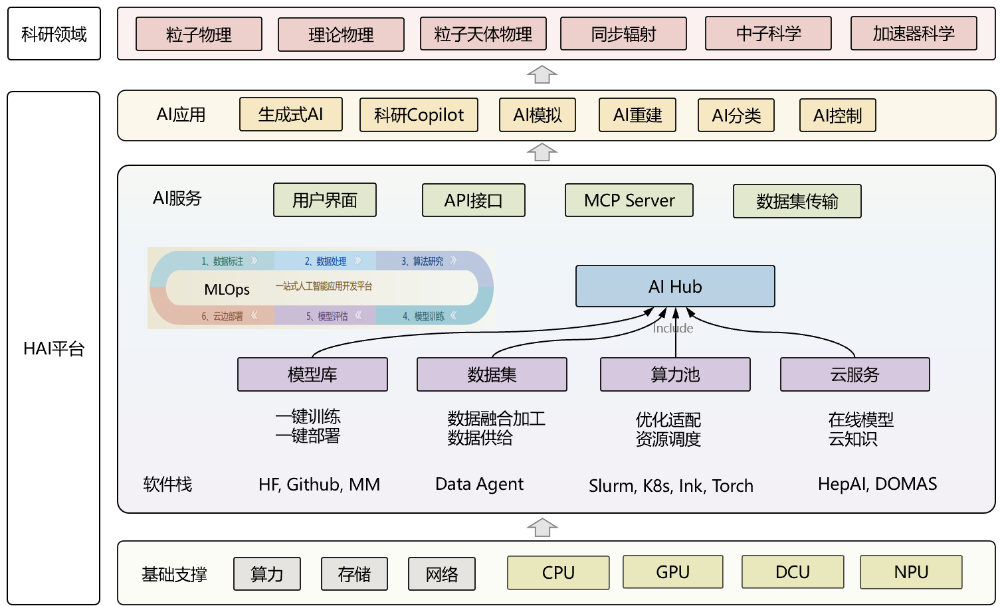 科研领域
粒子物理
理论物理
粒子天体物理
同步辐射
中子科学
加速器科学
HAI平台
AI应用
生成式AI
科研Copilot
AI模拟
AI重建
AI分类
AI控制
AI服务
用户界面
API接口
MCP Server
数据集传输
1、数据标注
2、数据处理
3、算法研究
MLOps
一站式人工智能应用开发平台
6、云边部署
5、模型评估
4、模型训练
AI Hub
Include
模型库
数据集
算力池
云服务
一键训练
一键部署
数据融合加工
数据供给
优化适配
资源调度
在线模型
云知识
软件栈
HF, Github, MM
Data Agent
Slurm, K8s, Ink, Torch
HepAI, DOMAS
基础支撑
算力
存储
网络
CPU
GPU
DCU
NPU